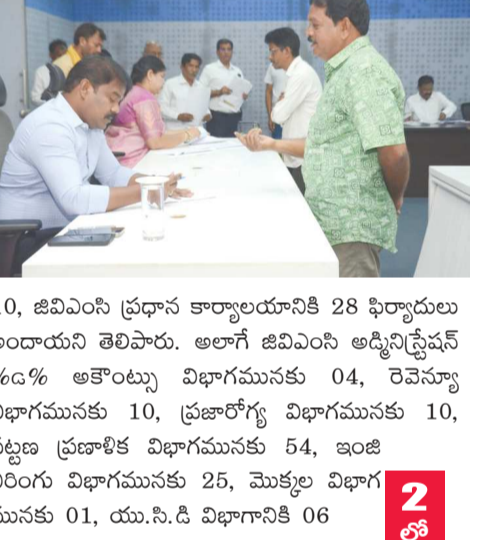 10, జివిఎంసి ప్రధాన కార్యాలయానికి 28 ఫిర్యాదులు
అందాయని తెలిపారు. అలాగే జివిఎంసి అడ్మినిస్ట్రేషన్
%డ% అకౌంట్సు విభాగమునకు 04, రెవెన్యూ
విభాగమునకు 10, ప్రజారోగ్య విభాగమునకు 10,
పట్టణ ప్రణాళిక విభాగమునకు 54, ఇంజి
నీరింగు విభాగమునకు 25, మొక్కల విభాగ
మునకు 01, యు.సి.డి విభాగానికి 06
2
లో